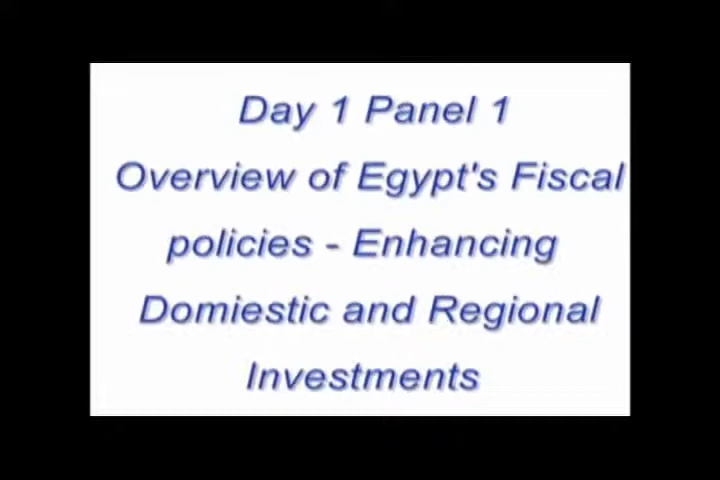 Day 1 Panel 1
Overview of Egypt's Fiscal
policies - Enhancing
Domiestic and Regional
Investments